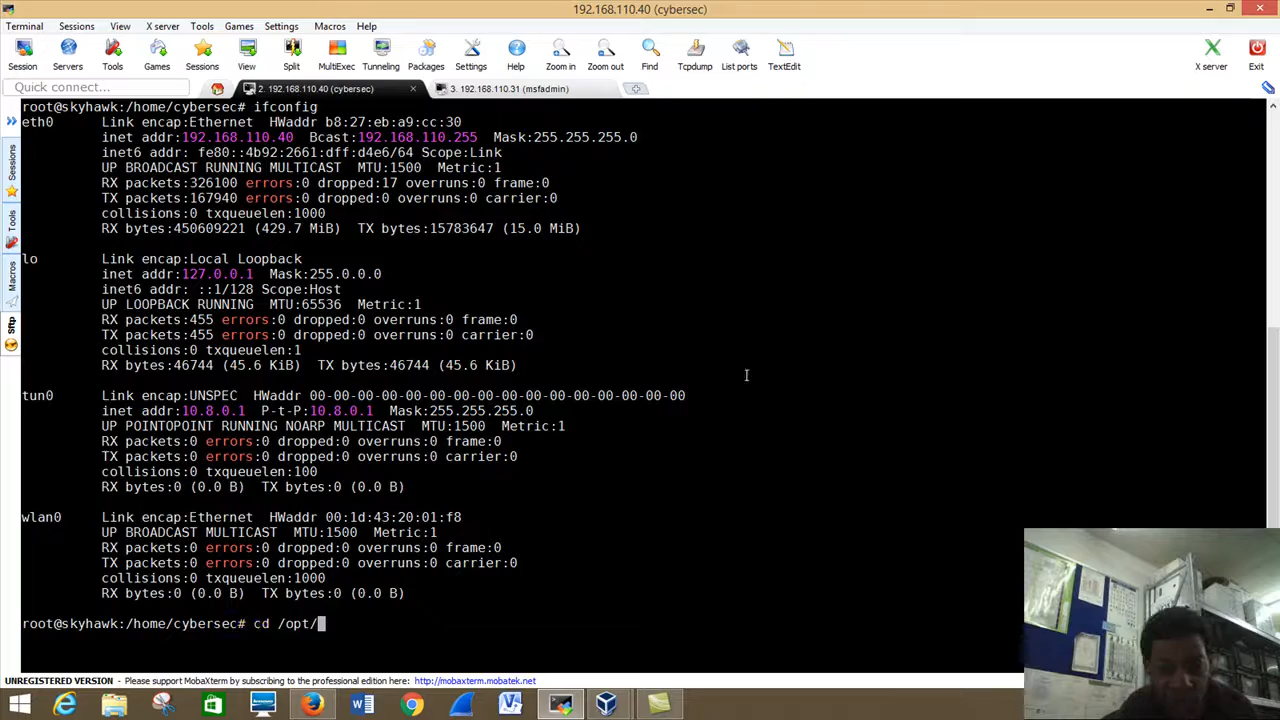 192.168.110.40 (cybersec)
Terminal Sessions View X server Tools Games Settings Macros Help
Session Servers Tools Games Sessions View Split MultiExec Tunneling Packages Settings Help Zoom in Zoom out Find Tcpdump List ports TextEdit X server Exit
Quick connect...
2. 192.168.110.40 (cybersec)
3. 192.168.110.31 (msfadmin)
Sessions
Tools
Macros
Sftp
root@skyhawk:/home/cybersec# ifconfig
eth0 Link encap:Ethernet HWaddr b8:27:eb:a9:cc:30
inet addr:192.168.110.40 Bcast:192.168.110.255 Mask:255.255.255.0
inet6 addr: fe80::4b92:2661:dff:d4e6/64 Scope:Link
UP BROADCAST RUNNING MULTICAST MTU:1500 Metric:1
RX packets:326100 errors:0 dropped:17 overruns:0 frame:0
TX packets:167940 errors:0 dropped:0 overruns:0 carrier:0
collisions:0 txqueuelen:1000
RX bytes:450609221 (429.7 MiB) TX bytes:15783647 (15.0 MiB)
lo Link encap:Local Loopback
inet addr:127.0.0.1 Mask:255.0.0.0
inet6 addr: ::1/128 Scope:Host
UP LOOPBACK RUNNING MTU:65536 Metric:1
RX packets:455 errors:0 dropped:0 overruns:0 frame:0
TX packets:455 errors:0 dropped:0 overruns:0 carrier:0
collisions:0 txqueuelen:1
RX bytes:46744 (45.6 KiB) TX bytes:46744 (45.6 KiB)
tun0 Link encap:UNSPEC HWaddr 00-00-00-00-00-00-00-00-00-00-00-00-00-00-00-00
inet addr:10.8.0.1 P-t-P:10.8.0.1 Mask:255.255.255.0
UP POINTOPOINT RUNNING NOARP MULTICAST MTU:1500 Metric:1
RX packets:0 errors:0 dropped:0 overruns:0 frame:0
TX packets:0 errors:0 dropped:0 overruns:0 carrier:0
collisions:0 txqueuelen:100
RX bytes:0 (0.0 B) TX bytes:0 (0.0 B)
wlan0 Link encap:Ethernet HWaddr 00:1d:43:20:01:f8
UP BROADCAST MULTICAST MTU:1500 Metric:1
RX packets:0 errors:0 dropped:0 overruns:0 frame:0
TX packets:0 errors:0 dropped:0 overruns:0 carrier:0
collisions:0 txqueuelen:1000
RX bytes:0 (0.0 B) TX bytes:0 (0.0 B)
root@skyhawk:/home/cybersec# cd /opt/
UNREGISTERED VERSION - Please support MobaXterm by subscribing to the professional edition here: http://mobaxterm.mobatek.net